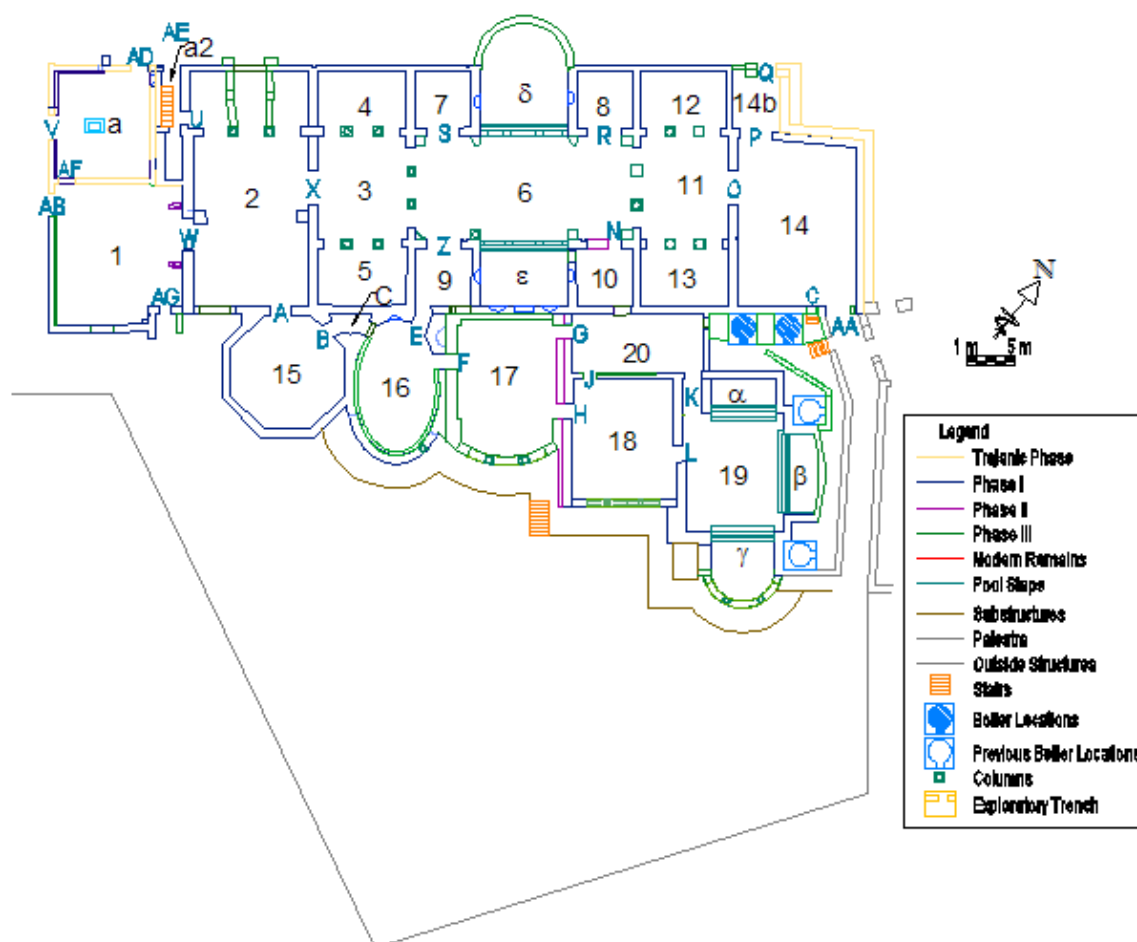 AE
AD
a2
Q
4
7
δ
8
12
14b
a
U
V
S
R
P
AF
X
O
2
3
6
11
AB
N
14
W
Z
1
5
9
ε
10
13
AG
C
C
N
A
AA
B
E
G
1 m 5 m
F
20
15
16
17
J
α
K
H
18
L
19
β
γ
Legend
Trajanic Phase
Phase I
Phase II
Phase III
Modern Remains
Pool Steps
Substructures
Palestra
Outside Structures
Stairs
Boiler Locations
Previous Boiler Locations
Columns
Exploratory Trench